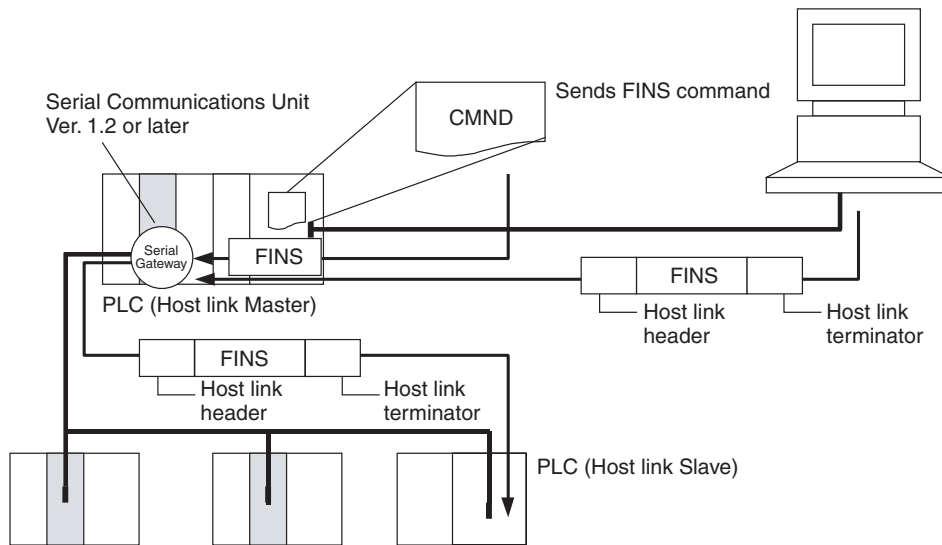 Sends FINS command
CMND
Serial Communications Unit
Ver. 1.2 or later
Serial
Gateway
FINS
FINS
PLC (Host link Master)
Host link
header
Host link
terminator
FINS
Host link
header
Host link
terminator
PLC (Host link Slave)